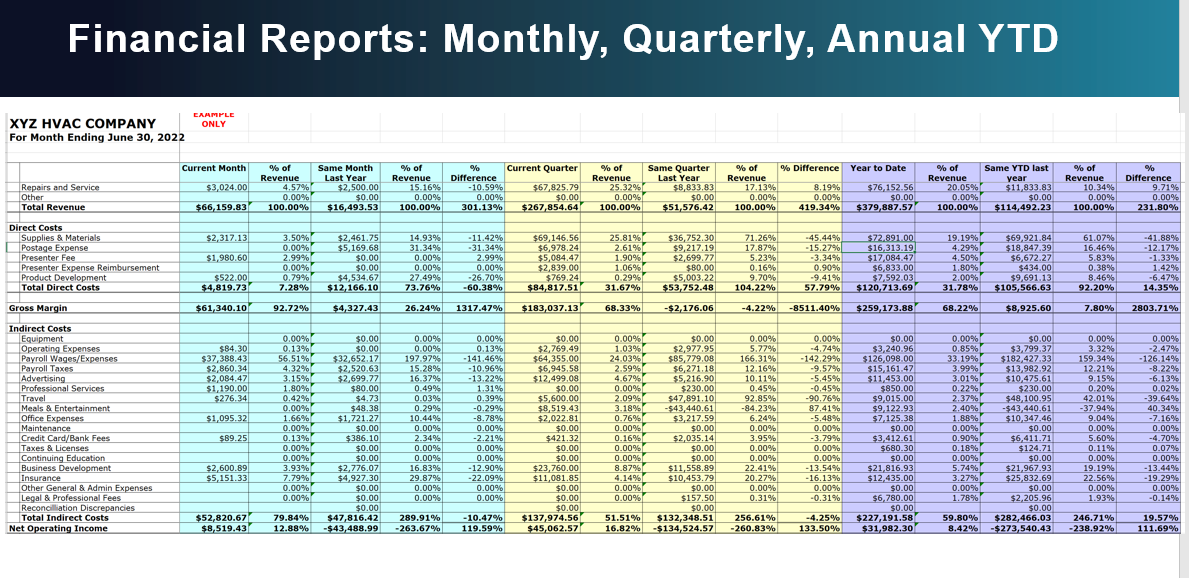 Financial Reports: Monthly, Quarterly, Annual YTD
EXAMPLE
ONLY
XYZ HVAC COMPANY
For Month Ending June 30, 2022
Current Month % of Revenue Same Month Last Year % of Revenue % Difference Current Quarter % of Revenue Same Quarter Last Year % of Revenue % Difference Year to Date % of Revenue Same YTD last year % of Revenue % Difference
Repairs and Service $3,024.00 4.57% $2,500.00 15.16% -10.59% $67,825.79 25.32% $8,833.83 17.13% 8.19% $76,152.56 20.05% $11,833.83 10.34% 9.71%
Other 0.00% $0.00 0.00% 0.00% $0.00 0.00% $0.00 0.00% 0.00% $0.00 0.00% $0.00 0.00% 0.00%
Total Revenue $66,159.83 100.00% $16,493.53 100.00% 301.13% $267,854.64 100.00% $51,576.42 100.00% 419.34% $379,887.57 100.00% $114,492.23 100.00% 231.80%
Direct Costs
Supplies & Materials $2,317.13 3.50% $2,461.75 14.93% -11.42% $69,146.56 25.81% $36,752.30 71.26% -45.44% $72,891.00 19.19% $69,921.84 61.07% -41.88%
Postage Expense 0.00% $5,169.68 31.34% -31.34% $6,978.24 2.61% $9,217.19 17.87% -15.27% $16,313.19 4.29% $18,847.39 16.46% -12.17%
Presenter Fee $1,980.60 2.99% $0.00 0.00% 2.99% $5,084.47 1.90% $2,699.77 5.23% -3.34% $17,084.47 4.50% $6,672.27 5.83% -1.33%
Presenter Expense Reimbursement 0.00% $0.00 0.00% 0.00% $2,839.00 1.06% $80.00 0.16% 0.90% $6,833.00 1.80% $434.00 0.38% 1.42%
Product Development $522.00 0.79% $4,534.67 27.49% -26.70% $769.24 0.29% $5,003.22 9.70% -9.41% $7,592.03 2.00% $9,691.13 8.46% -6.47%
Total Direct Costs $4,819.73 7.28% $12,166.10 73.76% -60.38% $84,817.51 31.67% $53,752.48 104.22% 57.79% $120,713.69 31.78% $105,566.63 92.20% 14.35%
Gross Margin $61,340.10 92.72% $4,327.43 26.24% 1317.47% $183,037.13 68.33% -$2,176.06 -4.22% -8511.40% $259,173.88 68.22% $8,925.60 7.80% 2803.71%
Indirect Costs
Equipment 0.00% $0.00 0.00% 0.00% $0.00 0.00% $0.00 0.00% 0.00% $0.00 0.00% $0.00 0.00% 0.00%
Operating Expenses $84.30 0.13% $0.00 0.00% 0.13% $2,769.49 1.03% $2,977.95 5.77% -4.74% $3,240.96 0.85% $3,799.37 3.32% -2.47%
Payroll Wages/Expenses $37,388.43 56.51% $32,652.17 197.97% -141.46% $64,355.00 24.03% $85,779.08 166.31% -142.29% $126,098.00 33.19% $182,427.33 159.34% -126.14%
Payroll Taxes $2,860.34 4.32% $2,520.63 15.28% -10.96% $6,945.58 2.59% $6,271.18 12.16% -9.57% $15,161.47 3.99% $13,982.92 12.21% -8.22%
Advertising $2,084.47 3.15% $2,699.77 16.37% -13.22% $12,499.08 4.67% $5,216.90 10.11% -5.45% $11,453.00 3.01% $10,475.61 9.15% -6.13%
Professional Services $1,190.00 1.80% $80.00 0.49% 1.31% $0.00 0.00% $230.00 0.45% -0.45% $850.00 0.22% $230.00 0.20% 0.02%
Travel $276.34 0.42% $4.73 0.03% 0.39% $5,600.00 2.09% $47,891.10 92.85% -90.76% $9,015.00 2.37% $48,100.95 42.01% -39.64%
Meals & Entertainment 0.00% $48.38 0.29% -0.29% $8,519.43 3.18% -$43,440.61 -84.23% 87.41% $9,122.93 2.40% -$43,440.61 -37.94% 40.34%
Office Expenses $1,095.32 1.66% $1,721.27 10.44% -8.78% $2,022.81 0.76% $3,217.59 6.24% -5.48% $7,125.38 1.88% $10,347.46 9.04% -7.16%
Maintenance 0.00% $0.00 0.00% 0.00% $0.00 0.00% $0.00 0.00% 0.00% $0.00 0.00% $0.00 0.00% 0.00%
Credit Card/Bank Fees $89.25 0.13% $386.10 2.34% -2.21% $421.32 0.16% $2,035.14 3.95% -3.79% $3,412.61 0.90% $6,411.71 5.60% -4.70%
Taxes & Licenses 0.00% $0.00 0.00% 0.00% $0.00 0.00% $0.00 0.00% 0.00% $680.30 0.18% $124.71 0.11% 0.07%
Continuing Education 0.00% $0.00 0.00% 0.00% $0.00 0.00% $0.00 0.00% 0.00% $0.00 0.00% $0.00 0.00% 0.00%
Business Development $2,600.89 3.93% $2,776.07 16.83% -12.90% $23,760.00 8.87% $11,558.89 22.41% -13.54% $21,816.93 5.74% $21,967.93 19.19% -13.44%
Insurance $5,151.33 7.79% $4,927.30 29.87% -22.09% $11,081.85 4.14% $10,453.79 20.27% -16.13% $12,435.00 3.27% $25,832.69 22.56% -19.29%
Other General & Admin Expenses 0.00% $0.00 0.00% 0.00% $0.00 0.00% $0.00 0.00% 0.00% $0.00 0.00% $0.00 0.00% 0.00%
Legal & Professional Fees 0.00% $0.00 0.00% 0.00% $0.00 0.00% $157.50 0.31% -0.31% $6,780.00 1.78% $2,205.96 1.93% -0.14%
Reconcilliation Discrepancies $0.00 $0.00 $0.00
Total Indirect Costs $52,820.67 79.84% $47,816.42 289.91% -10.47% $137,974.56 51.51% $132,348.51 256.61% -4.25% $227,191.58 59.80% $282,466.03 246.71% 19.57%
Net Operating Income $8,519.43 12.88% -$43,488.99 -263.67% 119.59% $45,062.57 16.82% -$134,524.57 -260.83% 133.50% $31,982.30 8.42% -$273,540.43 -238.92% 111.69%